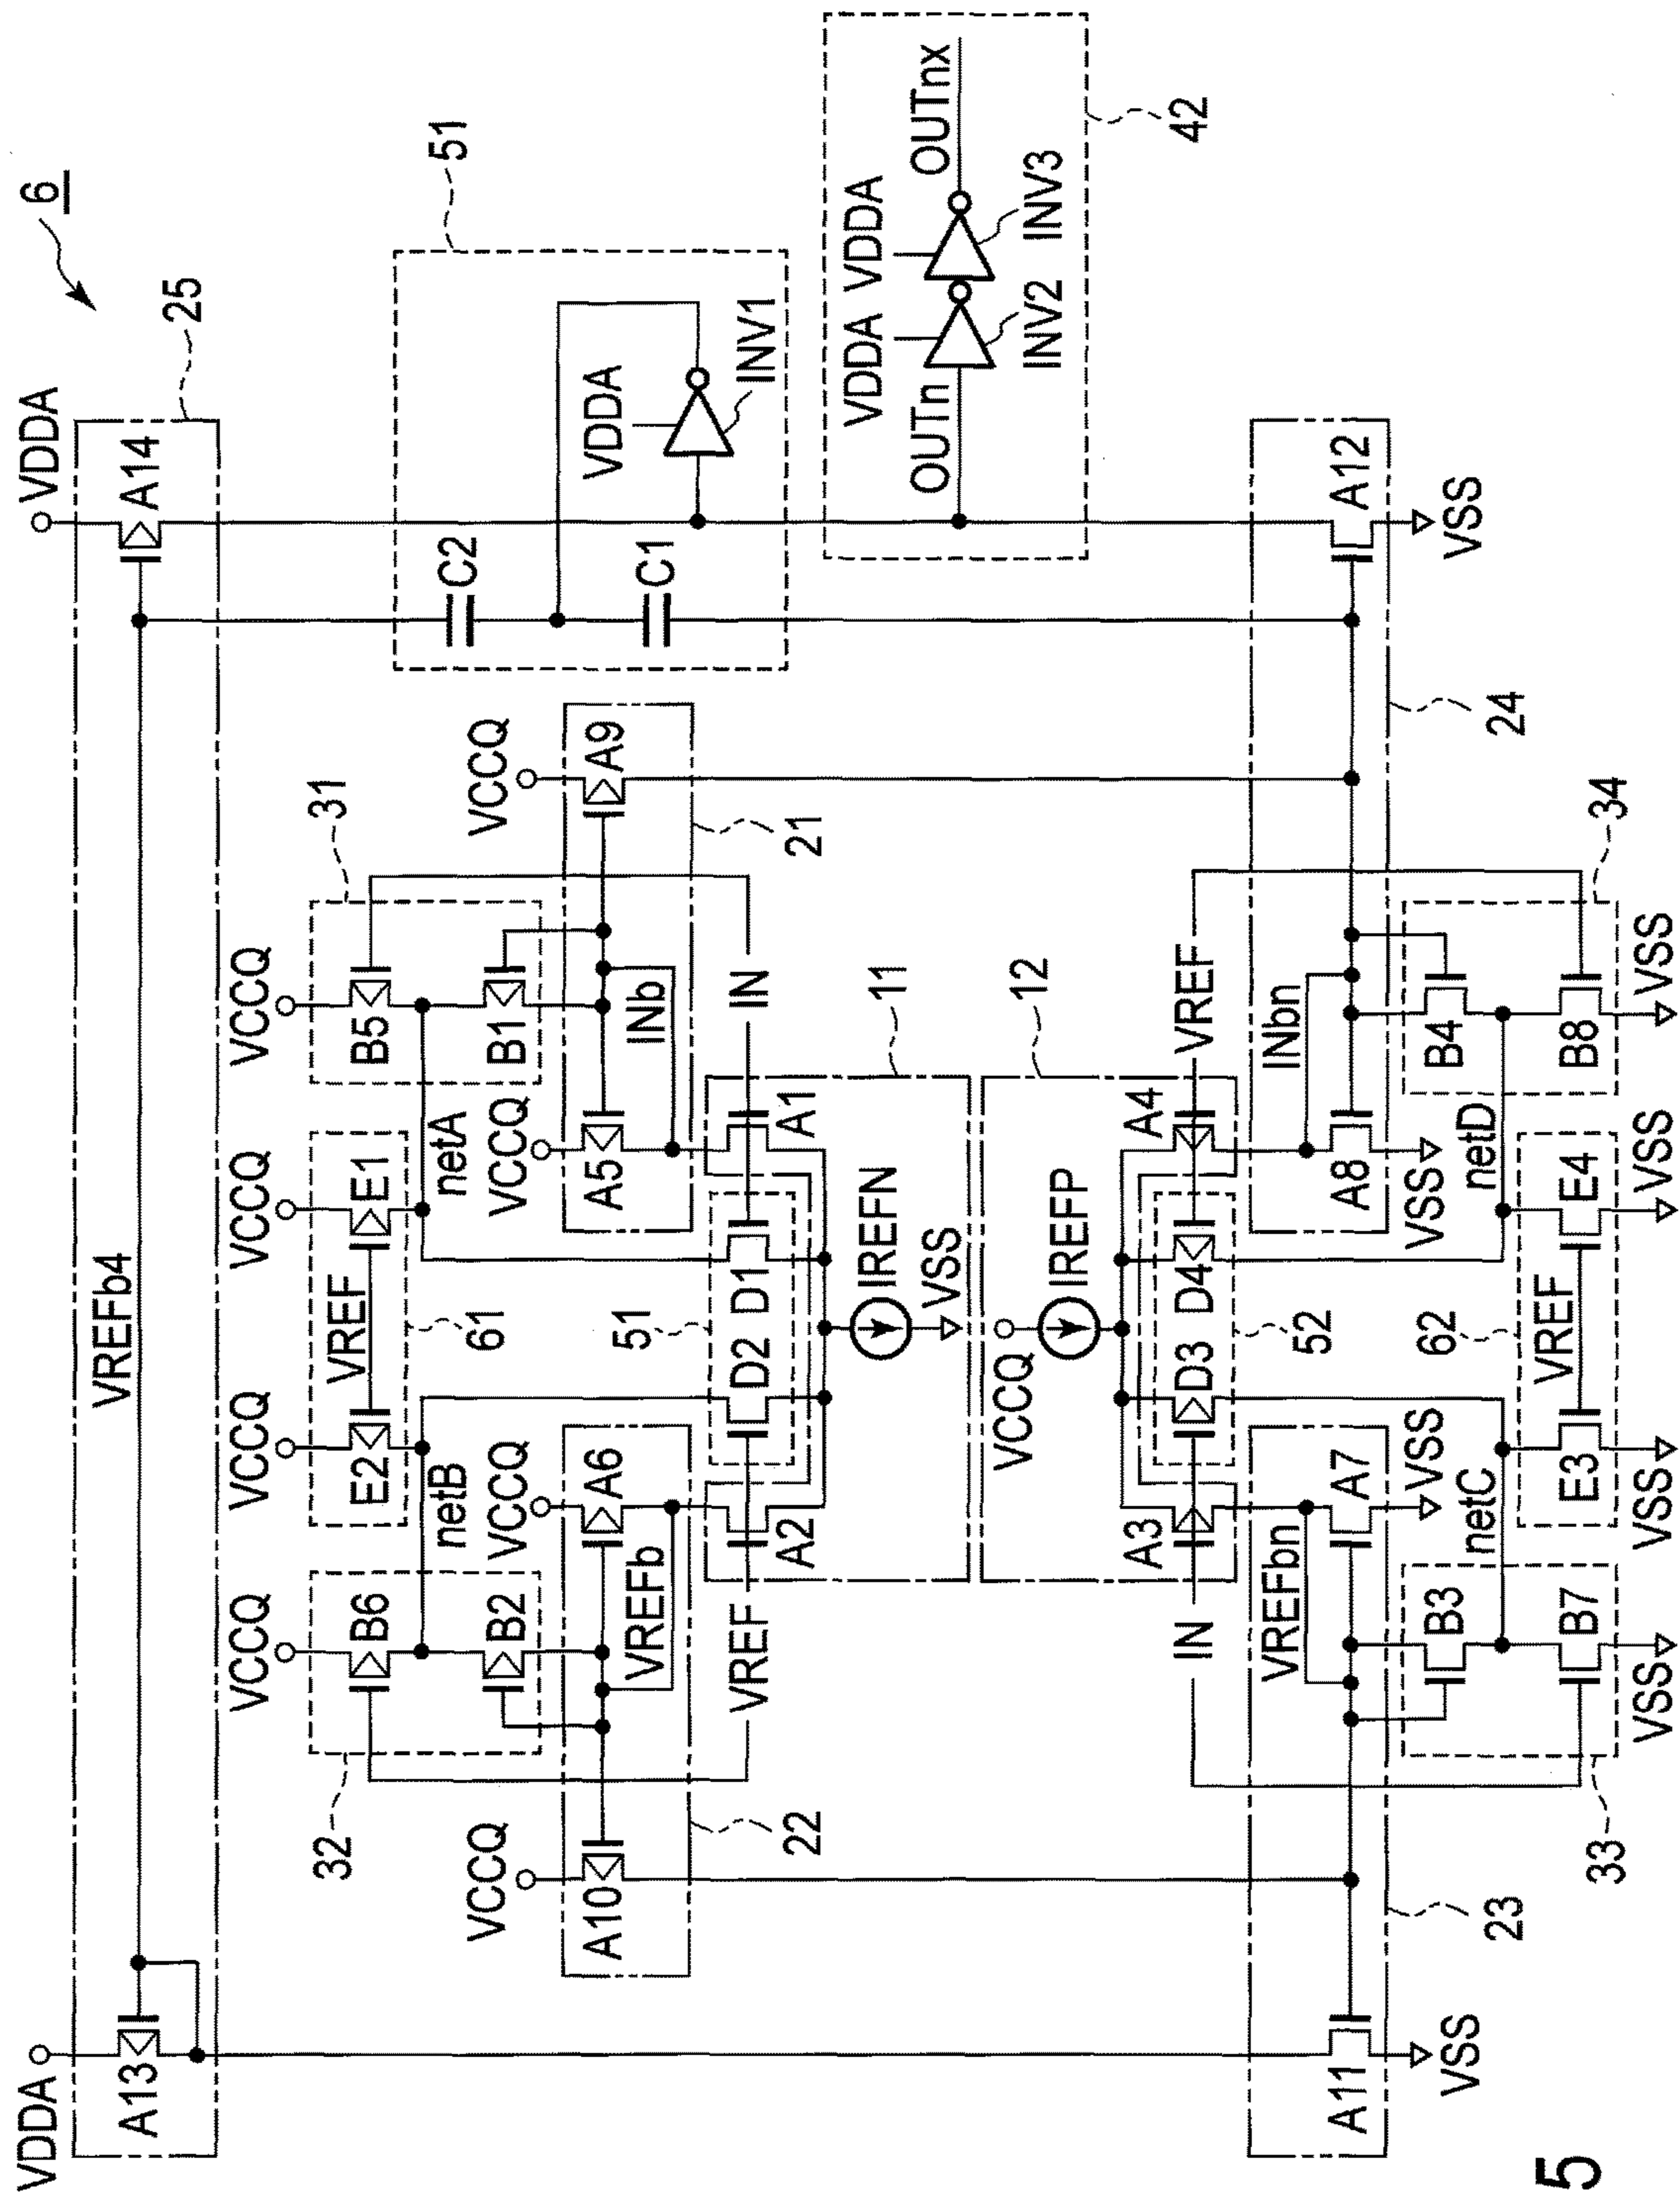 6
VDDA
VDDA
25
A13
A14
VREFb4
51
VCCQ
VCCQ
VCCQ
VCCQ
31
32
B6
E2
VREF
E1
B5
C2
netB
61
netA
VCCQ
VCCQ
VCCQ
VCCQ
B2
B1
A10
A6
A5
A9
VDDA
C1
INV1
VREFb
INb
22
21
VREF
51
D2
D1
IN
A2
A1
11
IREFN
VSS
VDDA
VDDA
OUTn
OUTnx
INV2
INV3
42
VCCQ
IREFP
12
A3
A4
IN
D3
D4
VREF
VREFbn
52
INbn
A11
A7
A8
A12
VSS
VSS
VSS
VSS
23
24
netC
netD
B3
62
B4
VREF
B7
E3
E4
B8
33
34
VSS
VSS
VSS
VSS
5